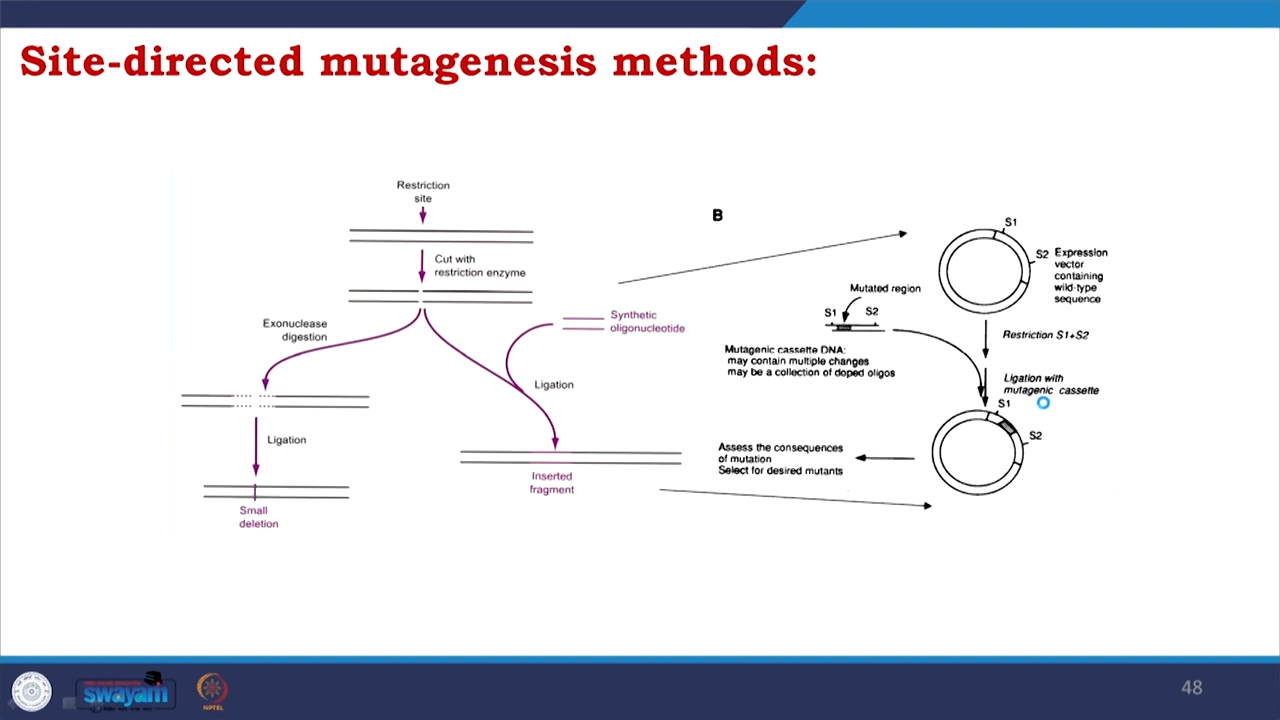 Site-directed mutagenesis methods:
Restriction
site
Cut with
restriction enzyme
Exonuclease
digestion
Synthetic
oligonucleotide
Ligation
Ligation
Small
deletion
Inserted
fragment
B
S1
S2 Expression
vector
containing
wild-type
sequence
Mutated region
S1 S2
Mutagenic cassette DNA:
may contain multiple changes
may be a collection of doped oligos
Restriction S1+S2
Ligation with
mutagenic cassette
S1
S2
Assess the consequences
of mutation
Select for desired mutants
swayam
NPTEL
48